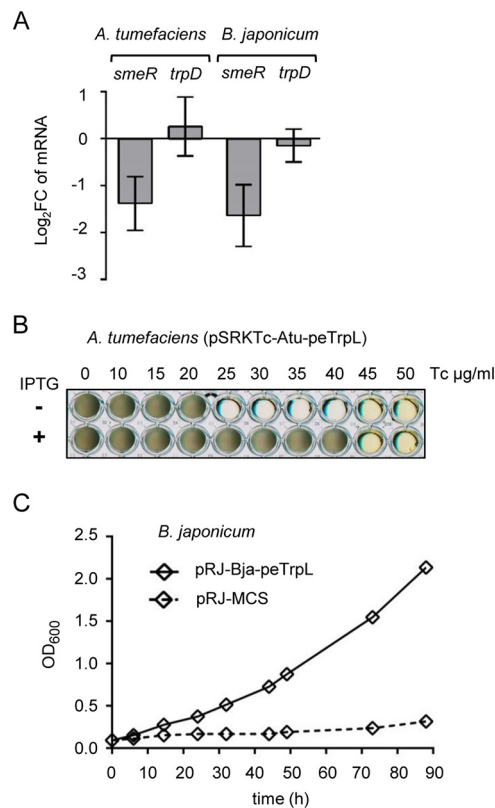 A
A. tumefaciens B. japonicum
smeR trpD smeR trpD
Log2FC of mRNA
1
0
-1
-2
-3
B
A. tumefaciens (pSRKTc-Atu-peTrpL)
IPTG 0 10 15 20 25 30 35 40 45 50 Tc µg/ml
-
+
C
B. japonicum
pRJ-Bja-peTrpL
pRJ-MCS
OD600
2.5
2.0
1.5
1.0
0.5
0.0
0 10 20 30 40 50 60 70 80 90
time (h)